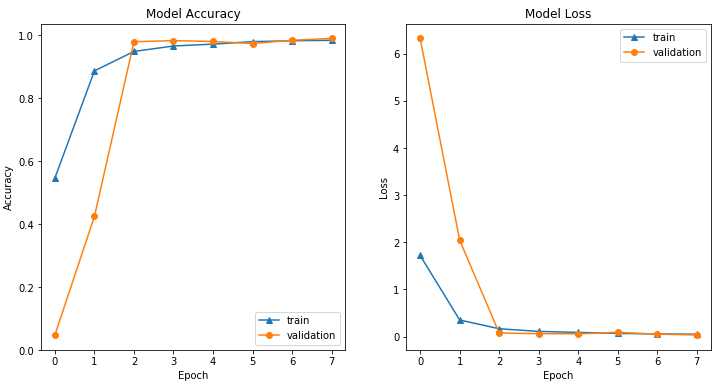 Model Accuracy
Accuracy
1.0
0.8
0.6
0.4
0.2
0.0
0 1 2 3 4 5 6 7
Epoch
train
validation
Model Loss
Loss
6
5
4
3
2
1
0
0 1 2 3 4 5 6 7
Epoch
train
validation